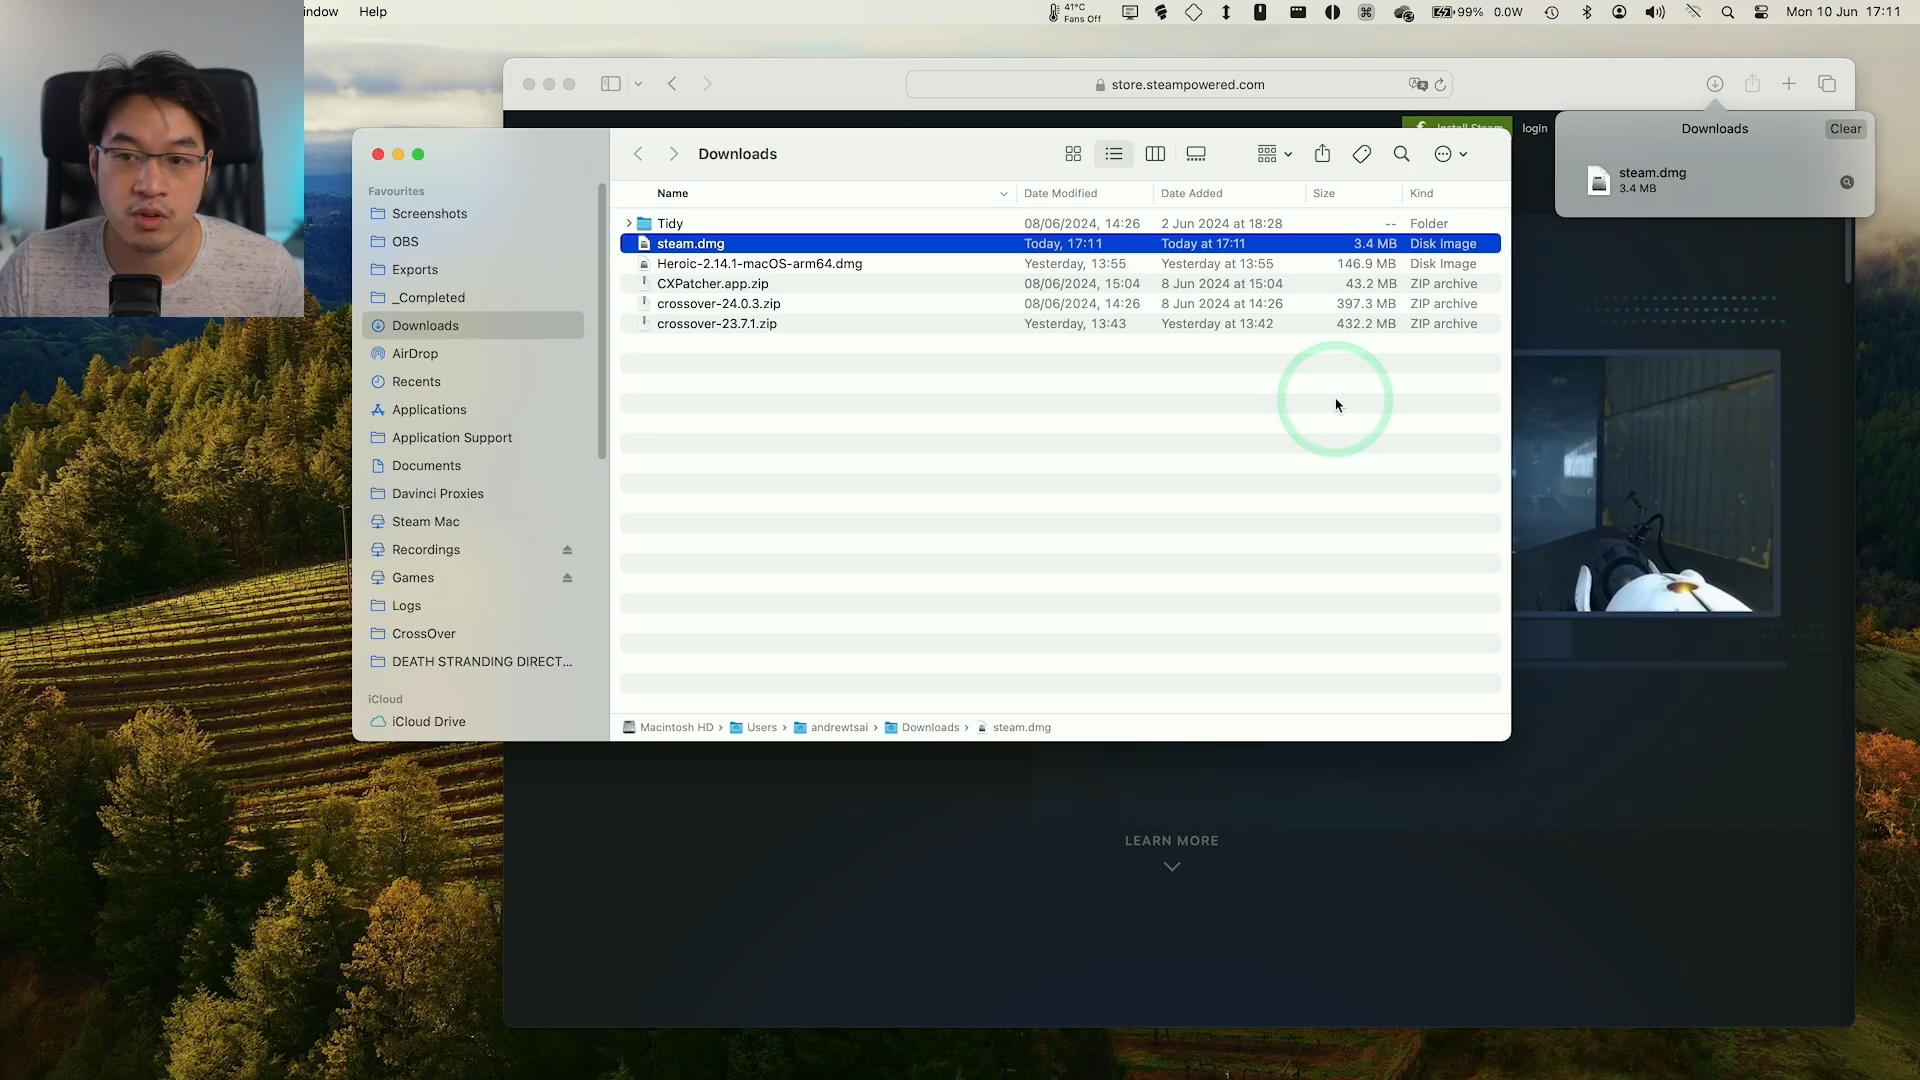 indow Help 41°C Fans Off 99% 0.0W Mon 10 Jun 17:11
store.steampowered.com
Install Steam login
Downloads Clear
steam.dmg
3.4 MB
Downloads
Favourites
Screenshots
OBS
Exports
_Completed
Downloads
AirDrop
Recents
Applications
Application Support
Documents
Davinci Proxies
Steam Mac
Recordings
Games
Logs
CrossOver
DEATH STRANDING DIRECT...
iCloud
iCloud Drive
Name Date Modified Date Added Size Kind
Tidy 08/06/2024, 14:26 2 Jun 2024 at 18:28 -- Folder
steam.dmg Today, 17:11 Today at 17:11 3.4 MB Disk Image
Heroic-2.14.1-macOS-arm64.dmg Yesterday, 13:55 Yesterday at 13:55 146.9 MB Disk Image
CXPatcher.app.zip 08/06/2024, 15:04 8 Jun 2024 at 15:04 43.2 MB ZIP archive
crossover-24.0.3.zip 08/06/2024, 14:26 8 Jun 2024 at 14:26 397.3 MB ZIP archive
crossover-23.7.1.zip Yesterday, 13:43 Yesterday at 13:42 432.2 MB ZIP archive
Macintosh HD › Users › andrewtsai › Downloads › steam.dmg
LEARN MORE